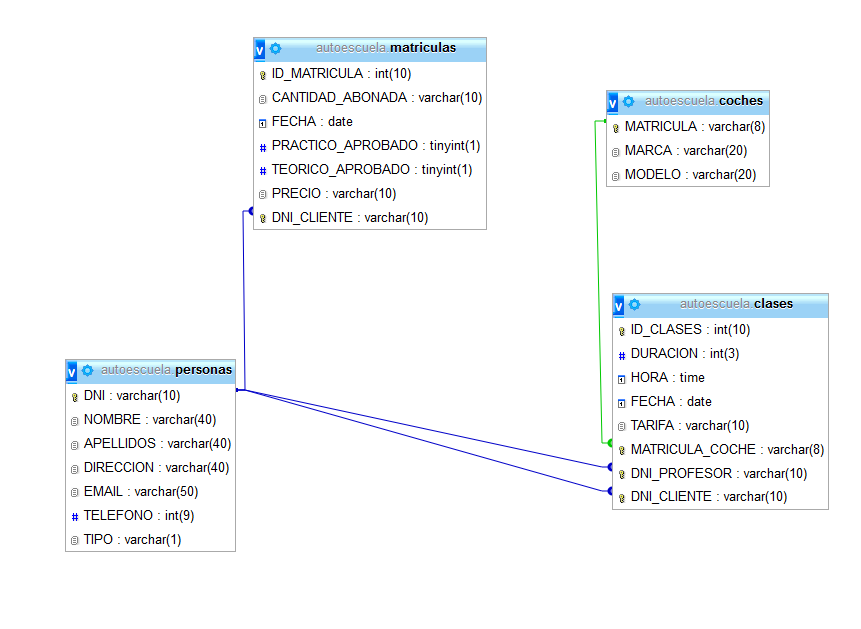 autoescuela.matriculas
ID_MATRICULA : int(10)
CANTIDAD_ABONADA : varchar(10)
FECHA : date
PRACTICO_APROBADO : tinyint(1)
TEORICO_APROBADO : tinyint(1)
PRECIO : varchar(10)
DNI_CLIENTE : varchar(10)
autoescuela.coches
MATRICULA : varchar(8)
MARCA : varchar(20)
MODELO : varchar(20)
autoescuela.clases
ID_CLASES : int(10)
DURACION : int(3)
HORA : time
FECHA : date
TARIFA : varchar(10)
MATRICULA_COCHE : varchar(8)
DNI_PROFESOR : varchar(10)
DNI_CLIENTE : varchar(10)
autoescuela.personas
DNI : varchar(10)
NOMBRE : varchar(40)
APELLIDOS : varchar(40)
DIRECCION : varchar(40)
EMAIL : varchar(50)
TELEFONO : int(9)
TIPO : varchar(1)